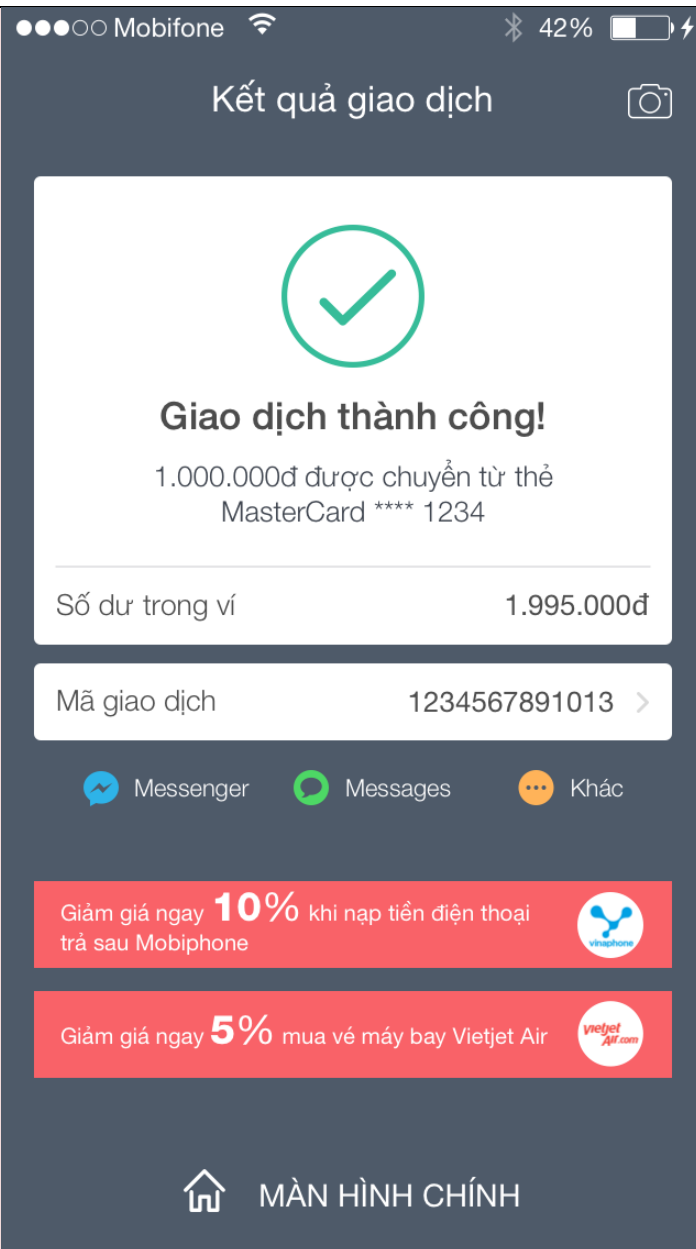 Mobifone 42%
Kết quả giao dịch
Giao dịch thành công!
1.000.000đ được chuyển từ thẻ
MasterCard **** 1234
Số dư trong ví 1.995.000đ
Mã giao dịch 1234567891013
Messenger Messages Khác
Giảm giá ngay 10% khi nạp tiền điện thoại
trả sau Mobiphone
vinaphone
Giảm giá ngay 5% mua vé máy bay Vietjet Air
vietjet
Air.com
MÀN HÌNH CHÍNH